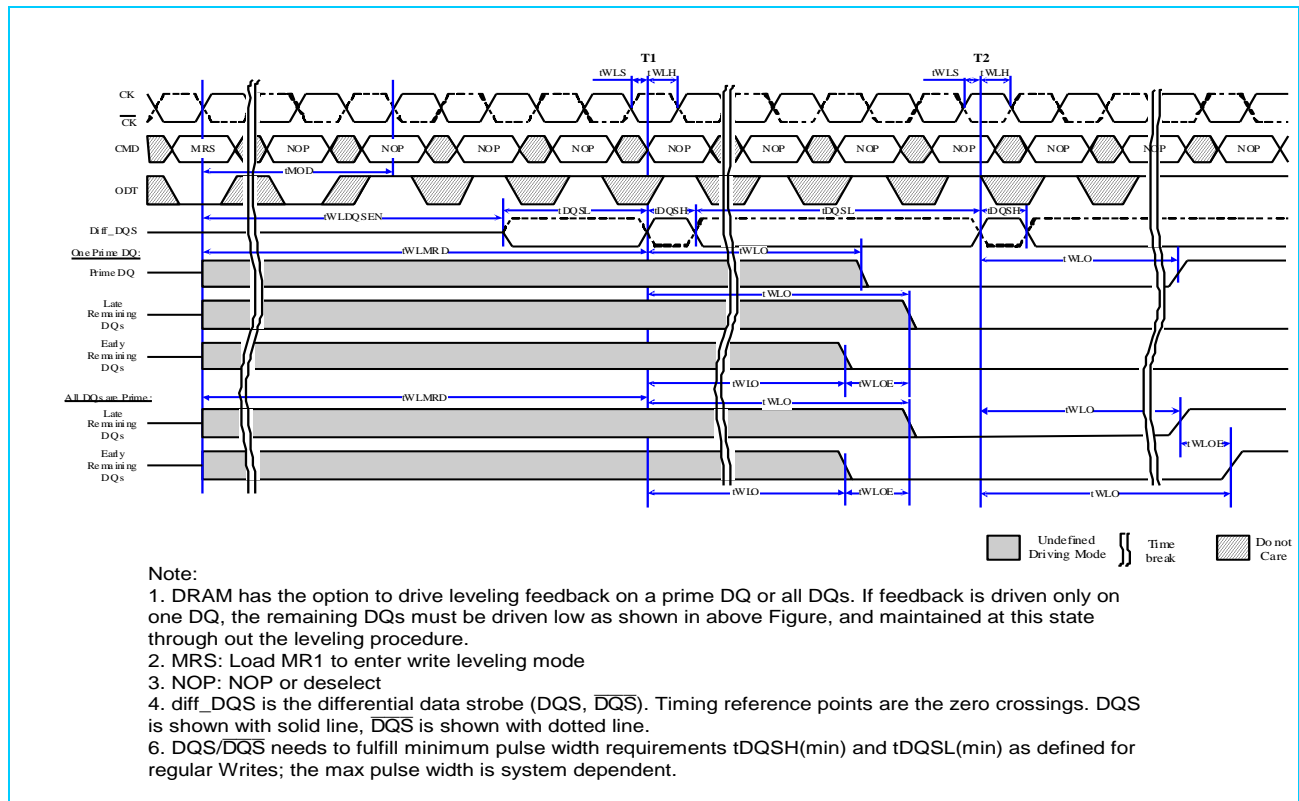 T1 T2
tWLS tWLH tWLS tWLH
CK
C̅K̅
CMD MRS NOP NOP NOP NOP NOP NOP NOP NOP NOP NOP NOP
tMOD
ODT
tWLDQSEN tDQSL tDQSH tDQSL tDQSH
Diff_DQS
One Prime DQ:
tWLMRD tWLO tWLO
Prime DQ
tWLO
Late
Remaining
DQs
Early
Remaining
DQs
tWLO tWLOE
All DQs are Prime:
tWLMRD tWLO tWLO
Late
Remaining
DQs
tWLOE
Early
Remaining
DQs
tWLO tWLOE tWLO
Undefined
Driving Mode
Time
break
Do not
Care
Note:
1. DRAM has the option to drive leveling feedback on a prime DQ or all DQs. If feedback is driven only on
one DQ, the remaining DQs must be driven low as shown in above Figure, and maintained at this state
through out the leveling procedure.
2. MRS: Load MR1 to enter write leveling mode
3. NOP: NOP or deselect
4. diff_DQS is the differential data strobe (DQS, D̅Q̅S̅). Timing reference points are the zero crossings. DQS
is shown with solid line, D̅Q̅S̅ is shown with dotted line.
6. DQS/D̅Q̅S̅ needs to fulfill minimum pulse width requirements tDQSH(min) and tDQSL(min) as defined for
regular Writes; the max pulse width is system dependent.